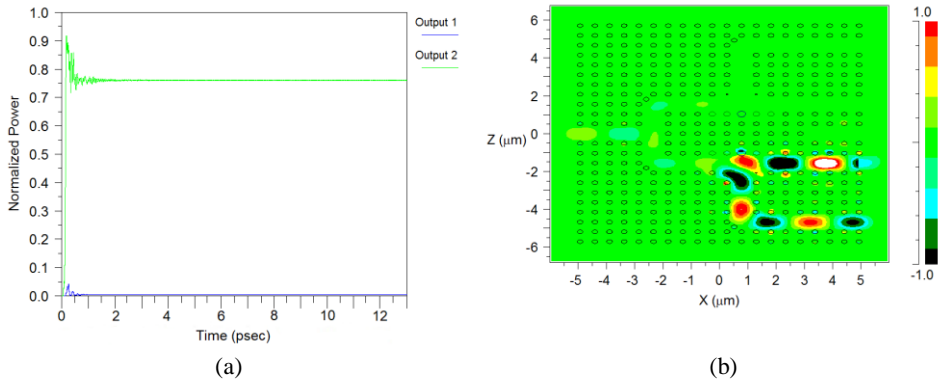 Output 1
Output 2
Normalized Power
1.0
0.9
0.8
0.7
0.6
0.5
0.4
0.3
0.2
0.1
0.0
0 2 4 6 8 10 12
Time (psec)
(a)
Z (μm)
6
4
2
0
-2
-4
-6
-5 -4 -3 -2 -1 0 1 2 3 4 5
X (μm)
1.0
-1.0
(b)